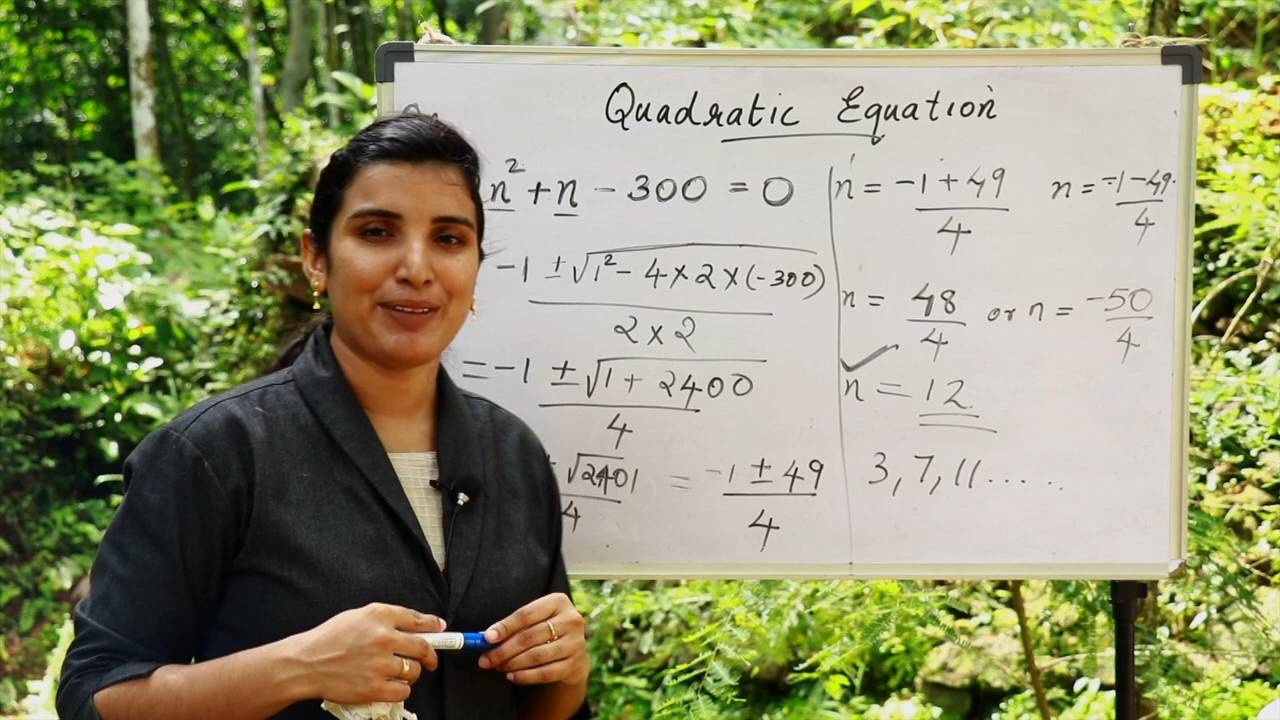 Quadratic Equation
n² + n - 300 = 0
-1 ± √1² - 4 × 2 × (-300)
2 × 2
= -1 ± √1 + 2400
4
√2401 = -1 ± 49
4 4
n = -1 + 49 n = -1 - 49
4 4
n = 48 or n = -50
4 4
✓
n = 12
3, 7, 11 . . . . .